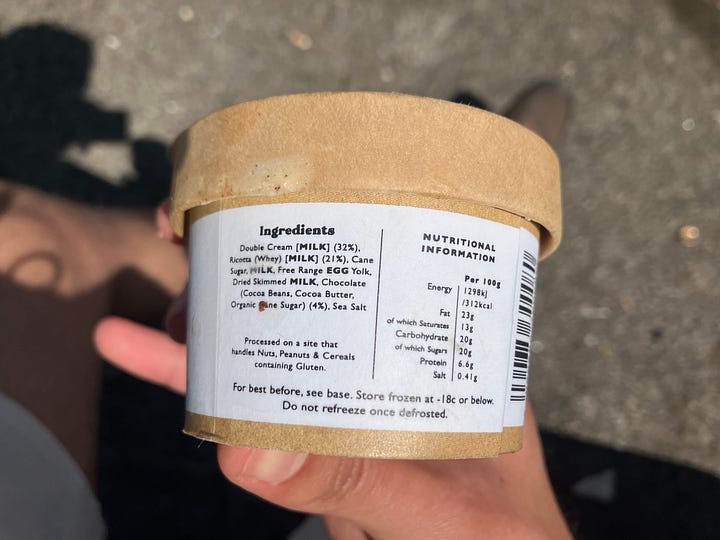 Ingredients
Double Cream [MILK] (32%),
Ricotta (Whey) [MILK] (21%), Cane
Sugar, MILK, Free Range EGG Yolk,
Dried Skimmed MILK, Chocolate
(Cocoa Beans, Cocoa Butter,
Organic Cane Sugar) (4%), Sea Salt
Processed on a site that
handles Nuts, Peanuts & Cereals
containing Gluten.
NUTRITIONAL
INFORMATION
Per 100g
Energy 1298kJ
/312kcal
Fat 23g
of which Saturates 13g
Carbohydrate 20g
of which Sugars 20g
Protein 6.6g
Salt 0.41g
For best before, see base. Store frozen at -18c or below.
Do not refreeze once defrosted.